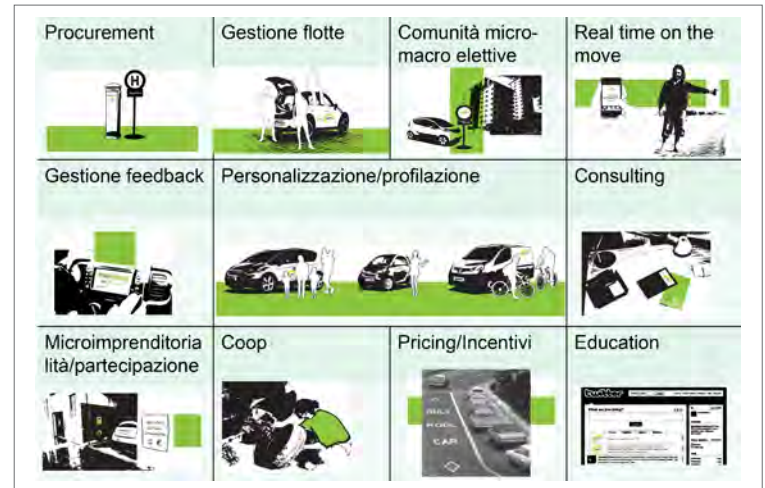 Procurement
Gestione flotte
Comunità micro-
macro elettive
Real time on the
move
H
Gestione feedback
Personalizzazione/profilazione
Consulting
Microimprenditoria
lità/partecipazione
Coop
Pricing/Incentivi
Education
POOL
CAR
twitter